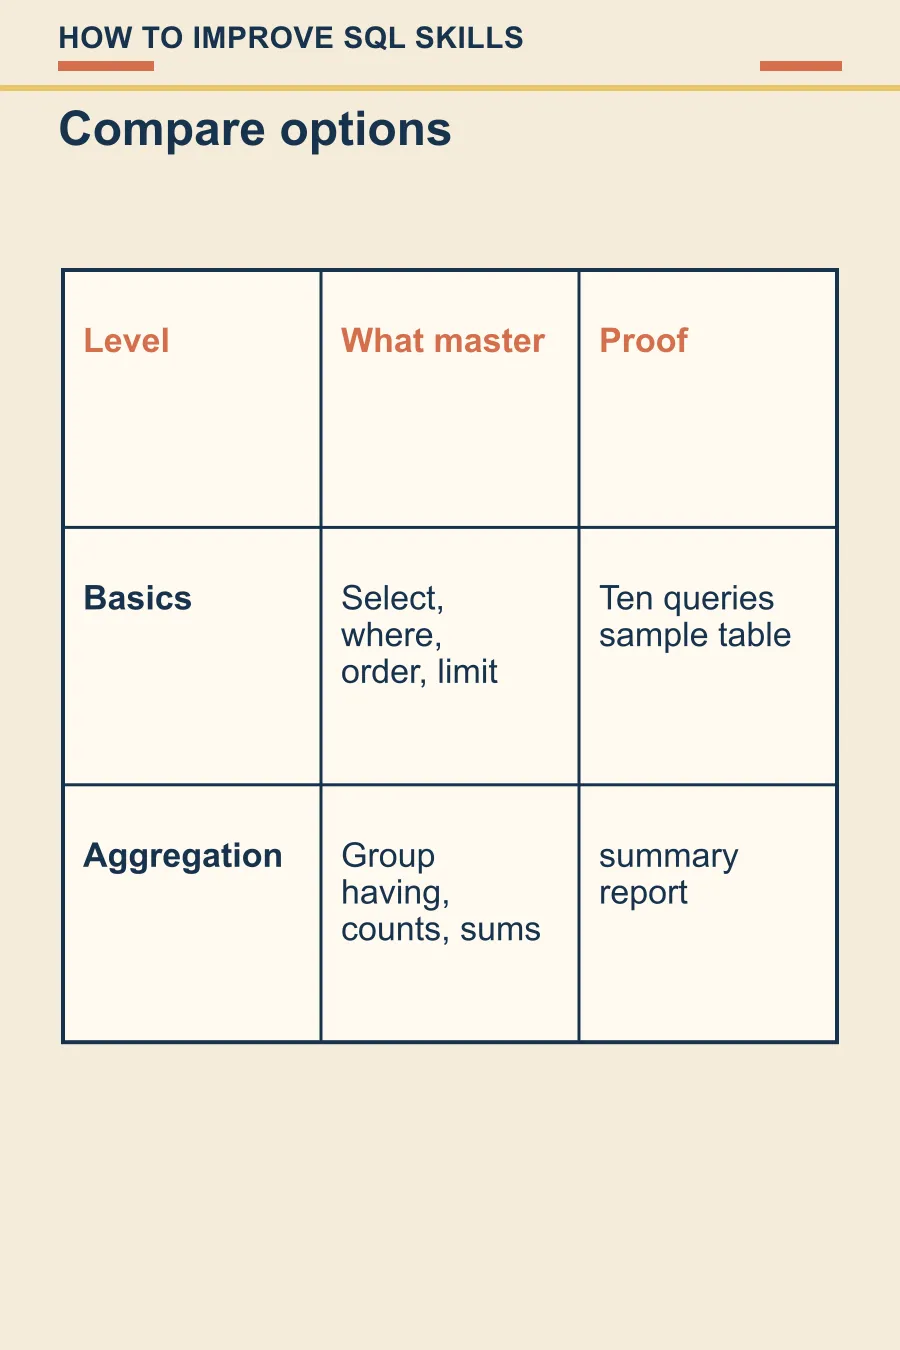 HOW TO IMPROVE SQL SKILLS
Compare options
Level
What master
Proof
Basics
Select,
where,
order, limit
Ten queries
sample table
Aggregation
Group
having,
counts, sums
summary
report